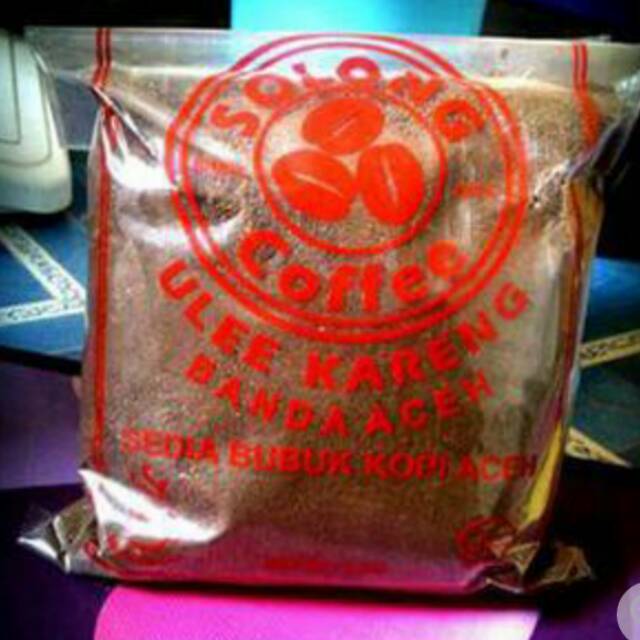 SOLONG
Coffee
ULEE KARENG
BANDA ACEH
SEDIA BUBUK KOPI ACEH